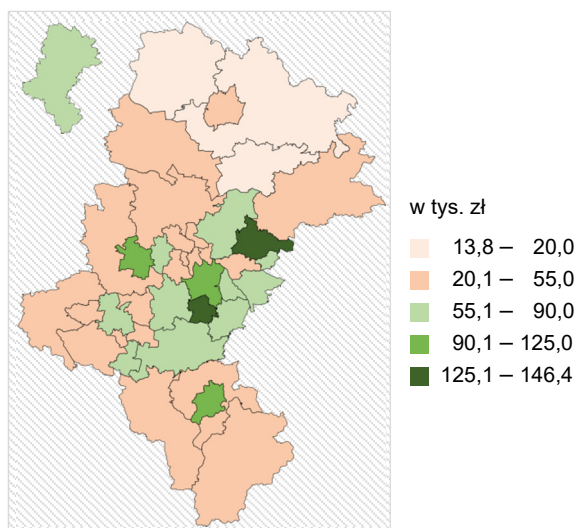 w tys. zł
13,8 – 20,0
20,1 – 55,0
55,1 – 90,0
90,1 – 125,0
125,1 – 146,4